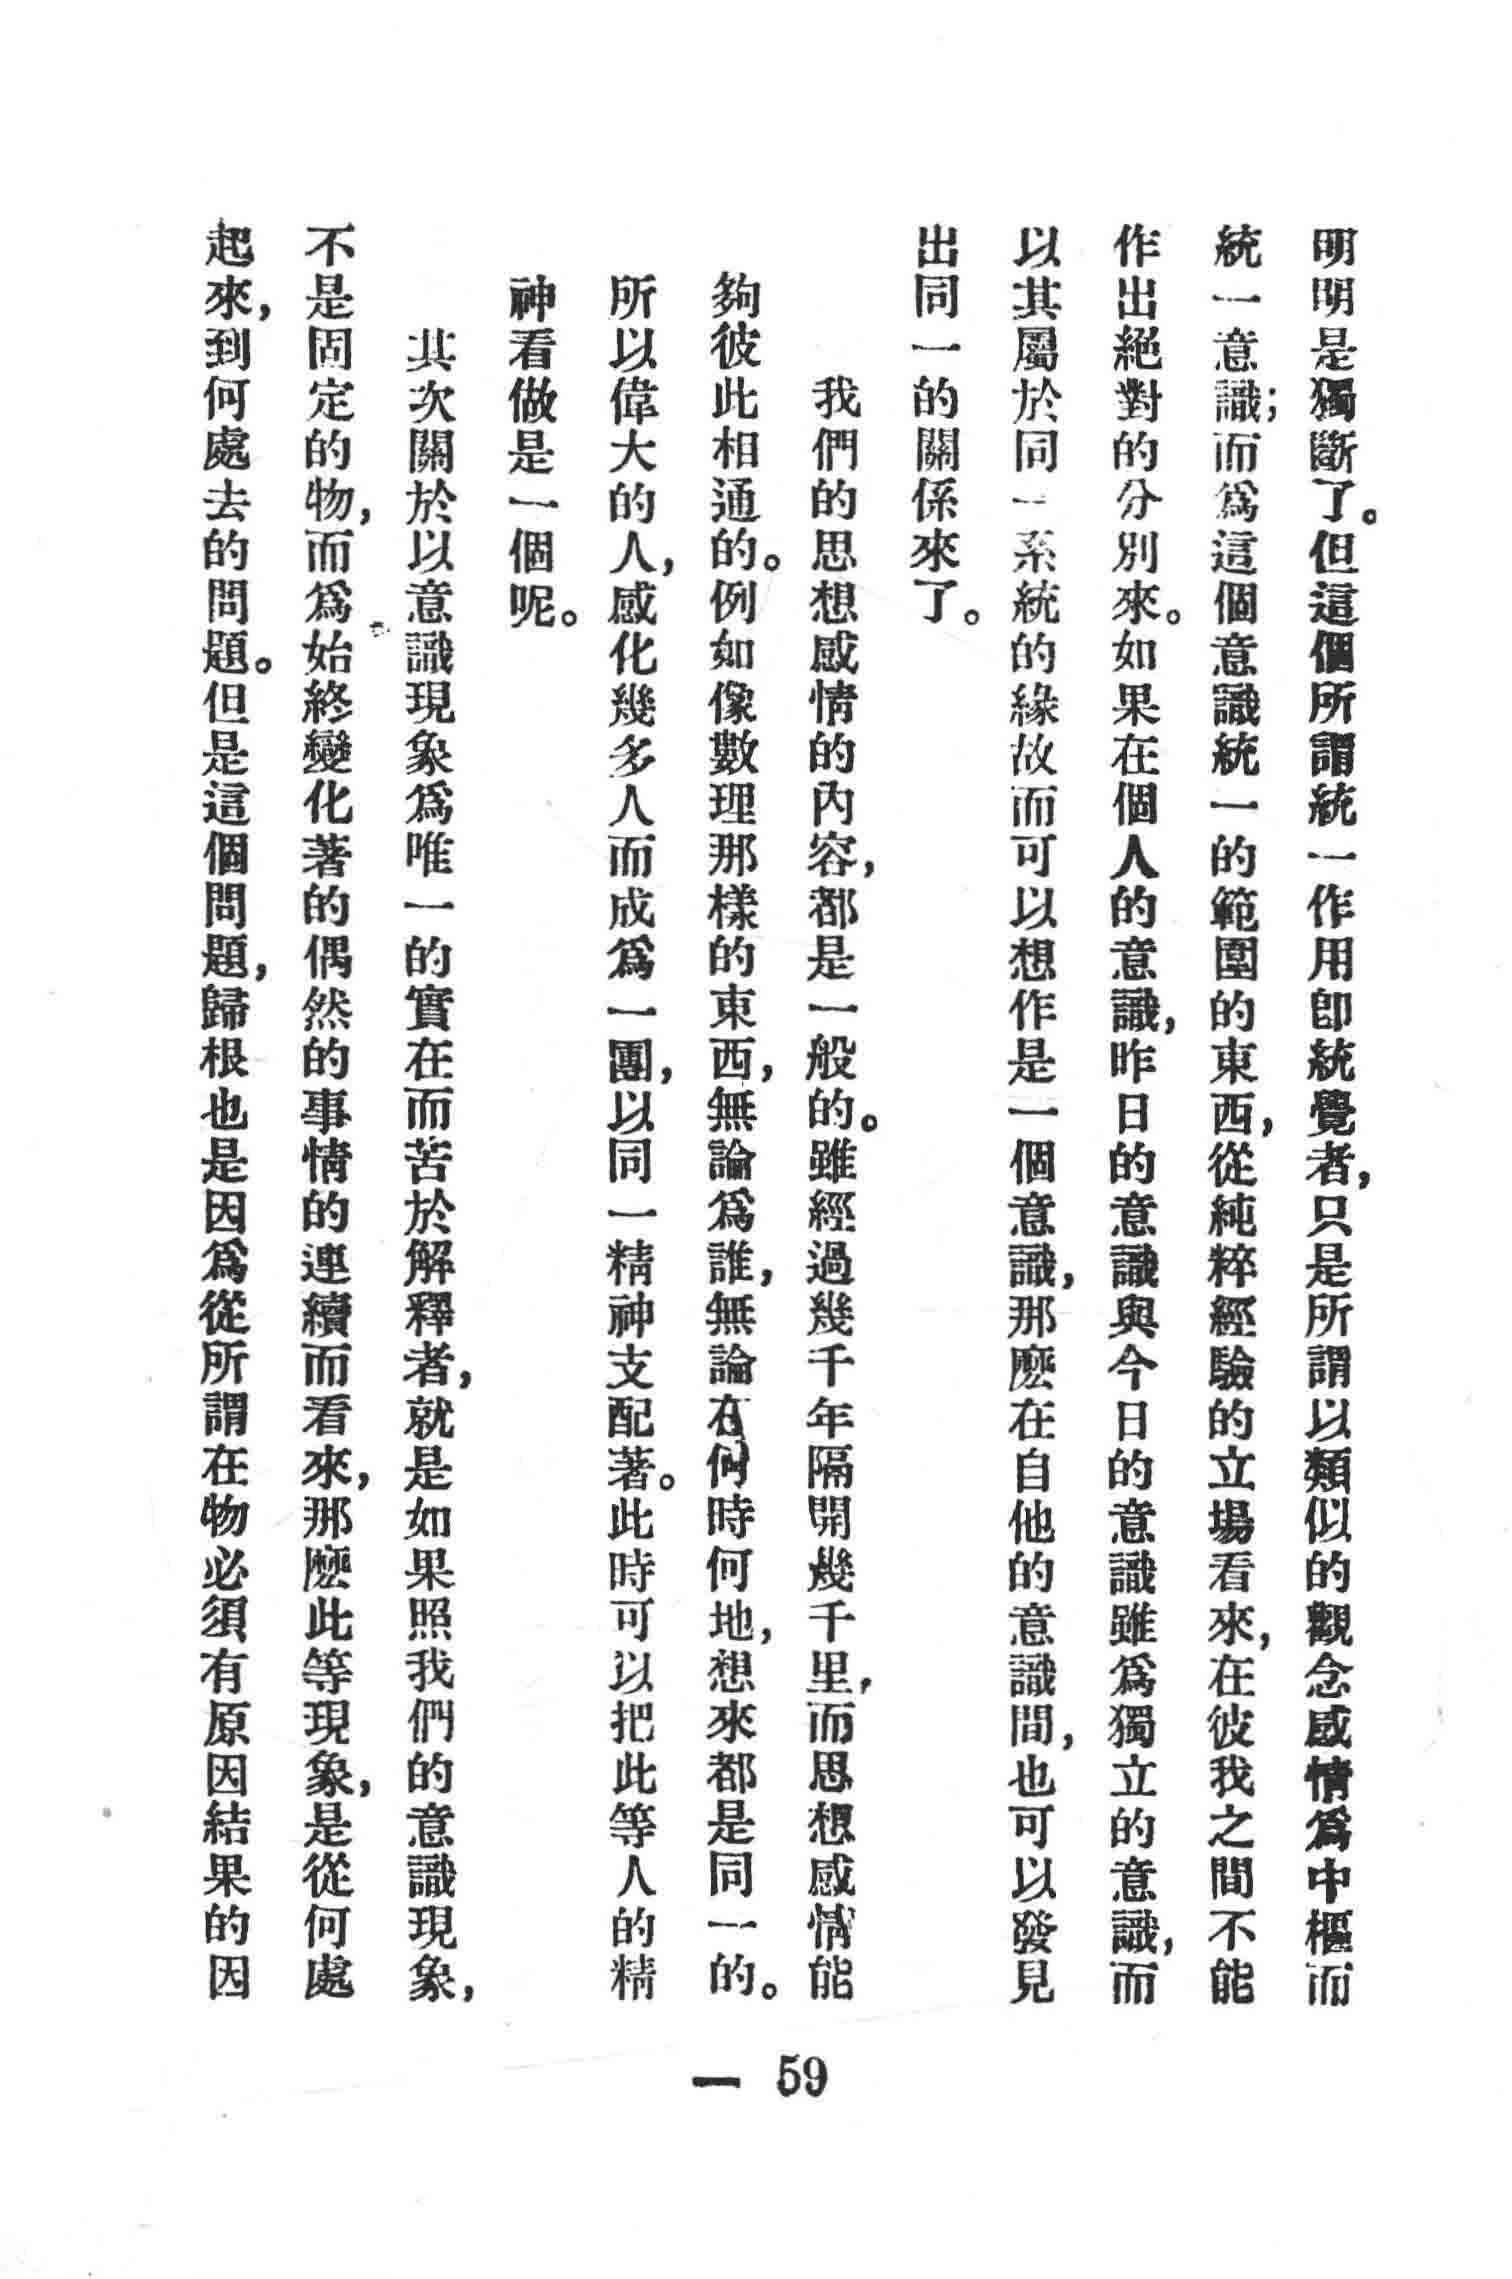 明明是獨斷了。但這個所謂統一作用卽統覺者，只是所謂以類似的觀念感情爲中樞而
統一意識；而爲這個意識統一的範圍的東西，從純粹經驗的立場看來，在彼我之間不能
作出絕對的分別來。如果在個人的意識，昨日的意識與今日的意識雖爲獨立的意識，而
以其屬於同一系統的緣故而可以想作是一個意識，那麽在自他的意識間，也可以發見
出同一的關係來了。
我們的思想感情的內容，都是一般的。雖經過幾千年隔開幾千里，而思想感情能
夠彼此相通的。例如像數理那樣的東西，無論爲誰，無論在何時何地，想來都是同一的。
所以偉大的人，感化幾多人而成爲一團，以同一精神支配著。此時可以把此等人的精
神看做是一個呢。
其次關於以意識現象爲唯一的實在而苦於解釋者，就是如果照我們的意識現象，
不是固定的物，而爲始終變化著的偶然的事情的連續而看來，那麽此等現象，是從何處
起來，到何處去的問題。但是這個問題，歸根也是因爲從所謂在物必須有原因結果的因
— 59